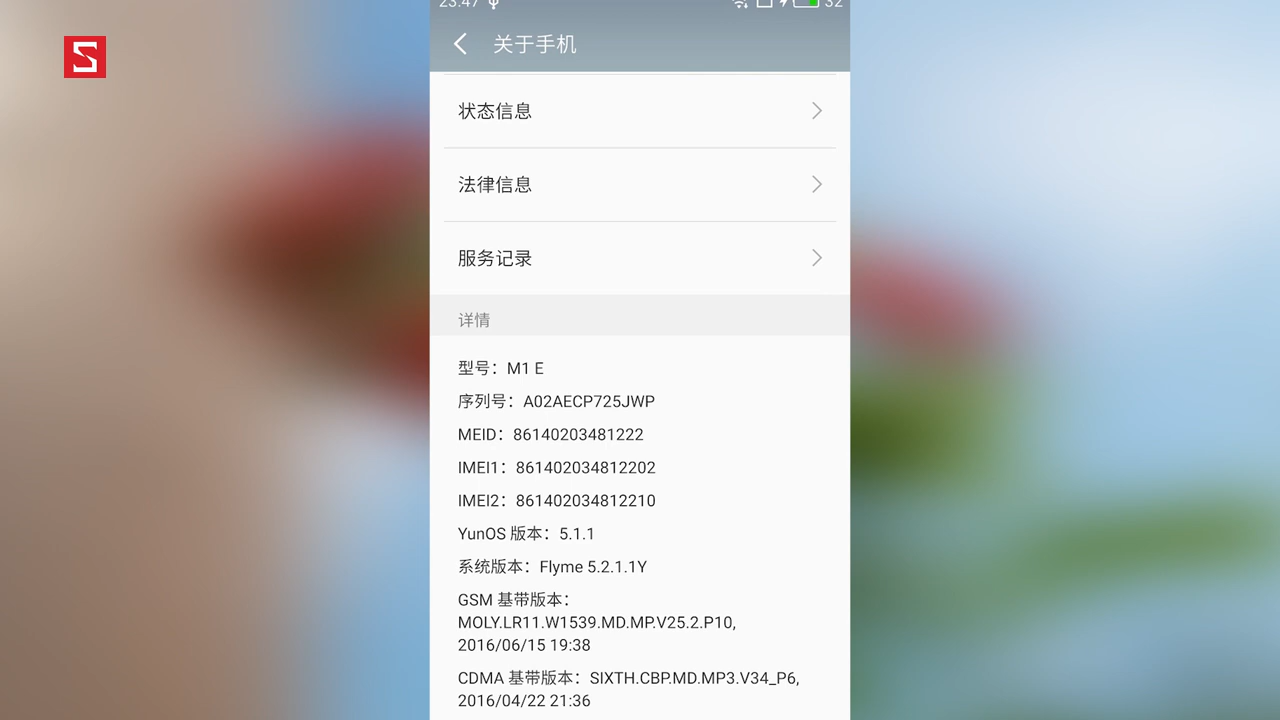 23:47
32
关于手机
状态信息
法律信息
服务记录
详情
型号：M1 E
序列号：A02AECP725JWP
MEID：86140203481222
IMEI1：861402034812202
IMEI2：861402034812210
YunOS 版本：5.1.1
系统版本：Flyme 5.2.1.1Y
GSM 基带版本：
MOLY.LR11.W1539.MD.MP.V25.2.P10,
2016/06/15 19:38
CDMA 基带版本：SIXTH.CBP.MD.MP3.V34_P6,
2016/04/22 21:36